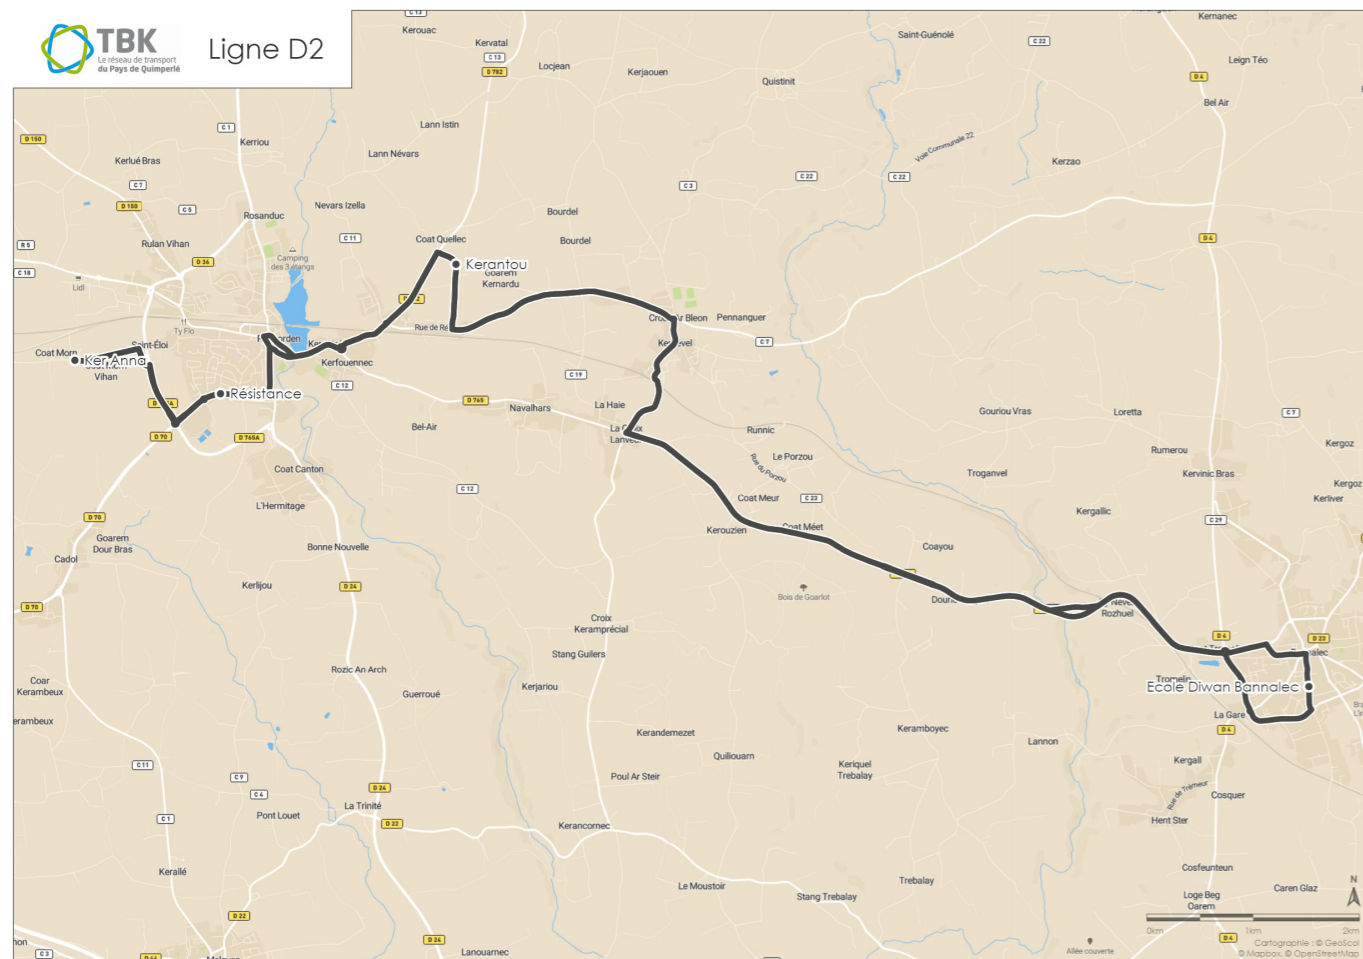 TBK
Le réseau de transport
du Pays de Quimperlé
Ligne D2
C 13
Kerouac
Kervatal
C 13
D 782
Locjean
Kerjaouen
Quistinit
Saint-Guénolé
C 22
Kernanec
Leign Téo
D 4
Bel Air
D 150
C 1
Kerriou
Lann Istin
Lann Névars
Kerlué Bras
C 7
Voie Communale 22
Kerzao
C 22
C 22
C 3
D 150
C 5
Rosanduc
Nevars Izella
Bourdel
Rulan Vihan
R 5
C 11
Coat Quellec
Bourdel
D 4
Camping
des 3 étangs
C 18
D 36
Kerantou
Goarem
Kernardu
Lidl
Ty Flo
Rue de
Pennanguer
C 7
Saint-Éloi
Coat Morn
Ker Anna
Vihan
Kerfouennec
C 12
C 19
Résistance
D 765
Navalhars
La Haie
Gouriou Vras
Loretta
C 7
D 70
D 765A
Bel-Air
Runnic
Le Porzou
Rue du Porzou
Rumerou
Kergoz
Coat Canton
Troganvel
Kervinic Bras
Kergoz
C 12
Coat Meur
C 23
Kerliver
L'Hermitage
Kergallic
D 70
C 29
Kerouzien
Coat Méet
Goarem
Dour Bras
Bonne Nouvelle
Coayou
Cadol
Kerlijou
D 24
Bois de Goarlot
D 70
Rozhuel
Croix
Keramprécial
D 4
D 23
Stang Guilers
Rozic An Arch
Tromelin
Coar
Kerambeux
Guerroué
Kerjariou
Ecole Diwan Bannalec
La Gare
Kerandemezet
Keramboyec
D 4
Lannon
Quiliouarn
Kergall
C 11
C 9
Poul Ar Steir
Keriquel
Trebalay
C 4
D 24
Rue de Trémeur
Cosquer
Pont Louet
La Trinité
C 1
D 22
Kerancornec
Hent Ster
Kerallé
Cosfeunteun
Le Moustoir
Trebalay
Caren Glaz
Stang Trebalay
Loge Beg
Oarem
N
D 22
D 24
D 4
0km
1km
2km
C 3
Lanouarnec
Allée couverte
Cartographie : © GeoScol
© Mapbox, © OpenStreetMap